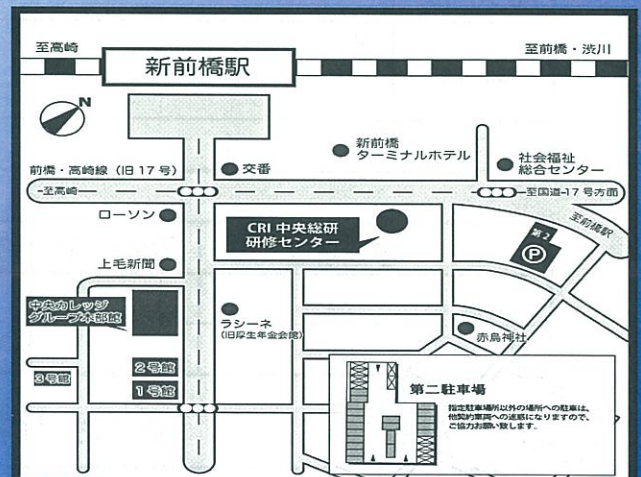 至高崎
新前橋駅
至前橋・渋川
N
新前橋
ターミナルホテル
社会福祉
総合センター
前橋・高崎線（旧17号）
交番
至高崎
至国道17号方面
ローソン
CRI 中央総研
研修センター
至前橋駅
第2
P
上毛新聞
中央カレッジ
グループ本部館
ラシーネ
(旧厚生年金会館)
赤鳥神社
2号館
3号館
1号館
第二駐車場
指定駐車場所以外の場所への駐車は、
他契約車両への迷惑になりますので、
ご協力お願い致します。